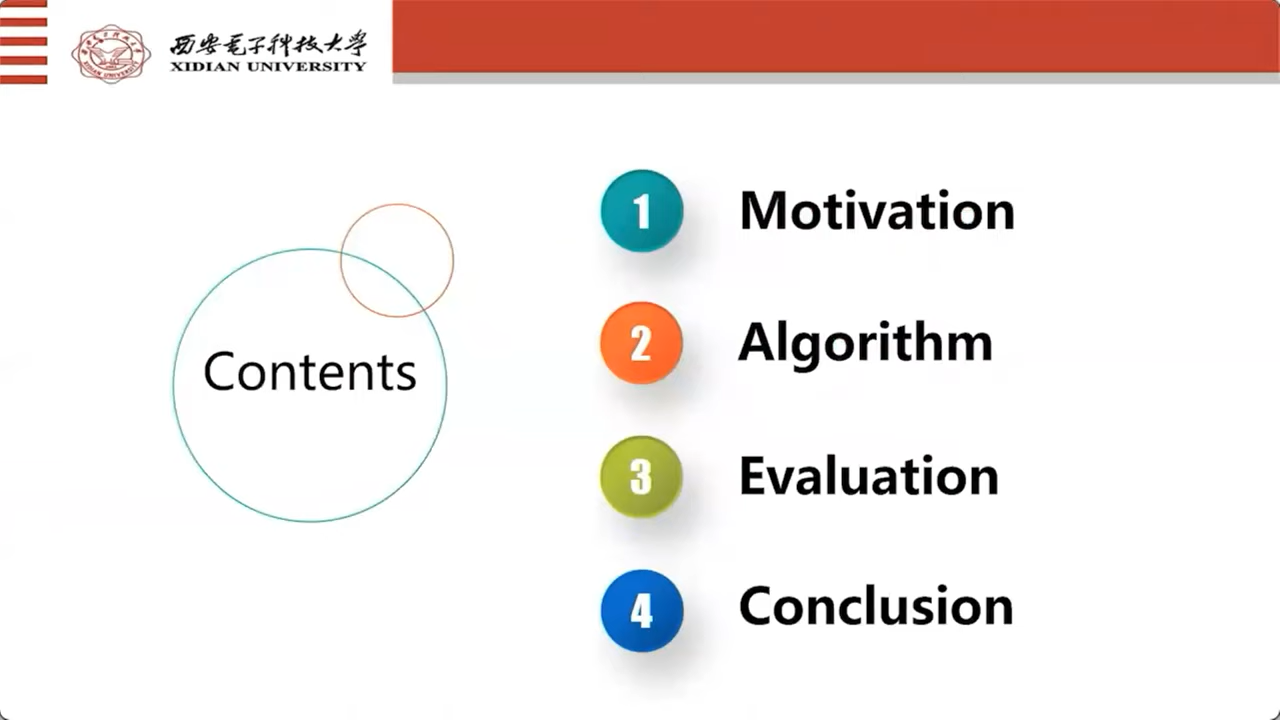 西安电子科技大学
XIDIAN UNIVERSITY
Contents
1 Motivation
2 Algorithm
3 Evaluation
4 Conclusion